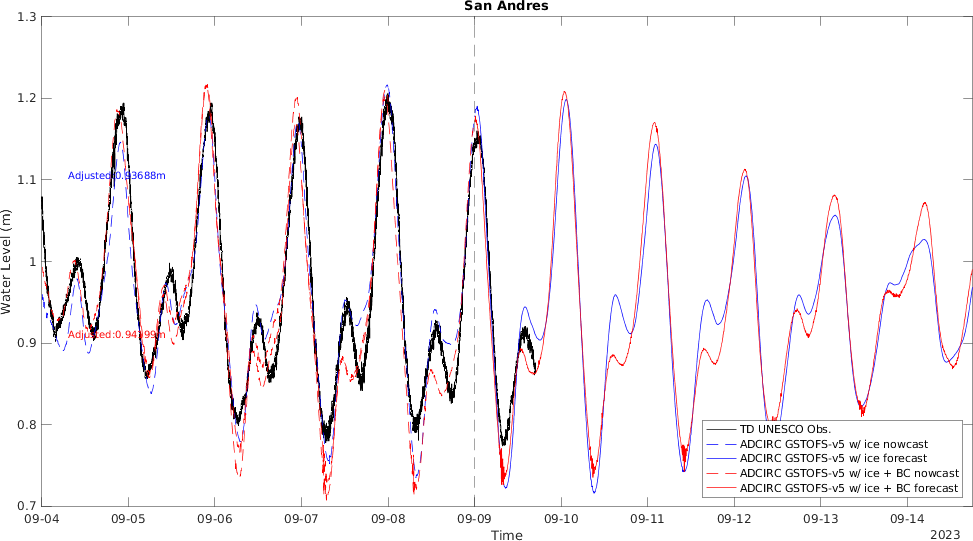 San Andres
1.3
1.2
1.1
1
0.9
0.8
0.7
Water Level (m)
Adjusted:0.93688m
Adjusted:0.94399m
TD UNESCO Obs.
ADCIRC GSTOFS-v5 w/ ice nowcast
ADCIRC GSTOFS-v5 w/ ice forecast
ADCIRC GSTOFS-v5 w/ ice + BC nowcast
ADCIRC GSTOFS-v5 w/ ice + BC forecast
09-04 09-05 09-06 09-07 09-08 09-09 09-10 09-11 09-12 09-13 09-14
Time
2023